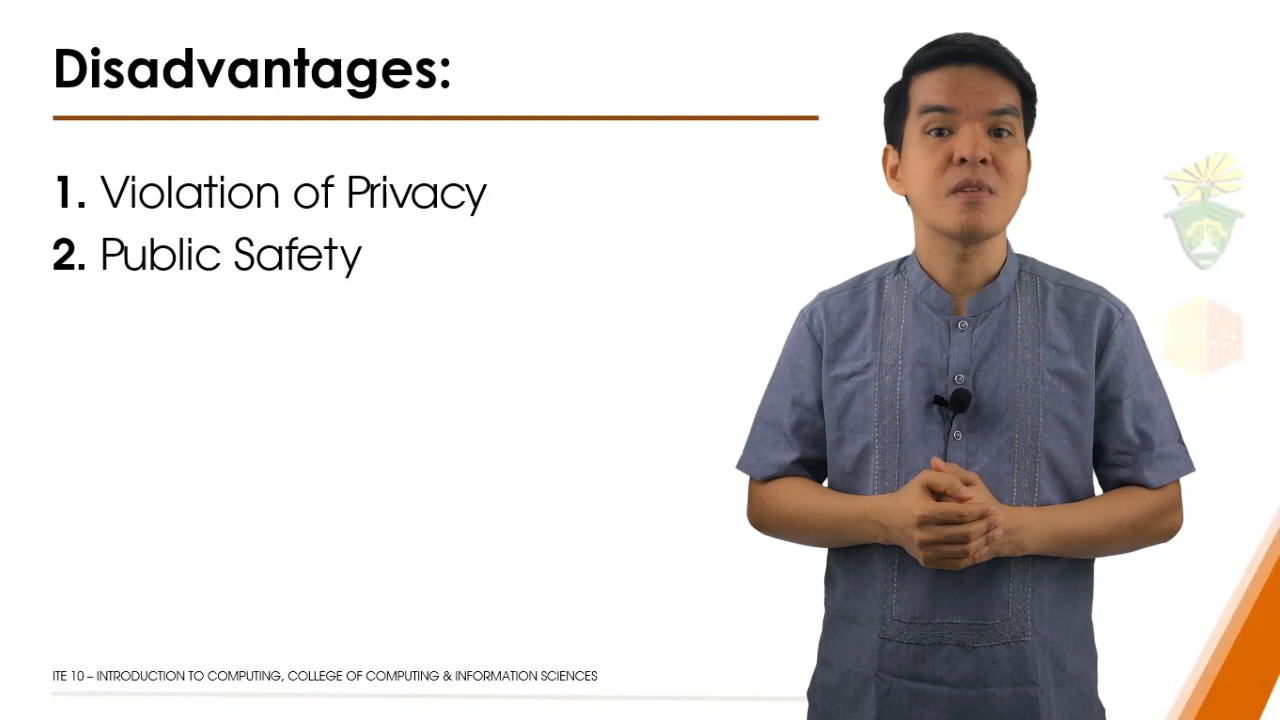 Disadvantages:
1. Violation of Privacy
2. Public Safety
ITE 10 – INTRODUCTION TO COMPUTING, COLLEGE OF COMPUTING & INFORMATION SCIENCES